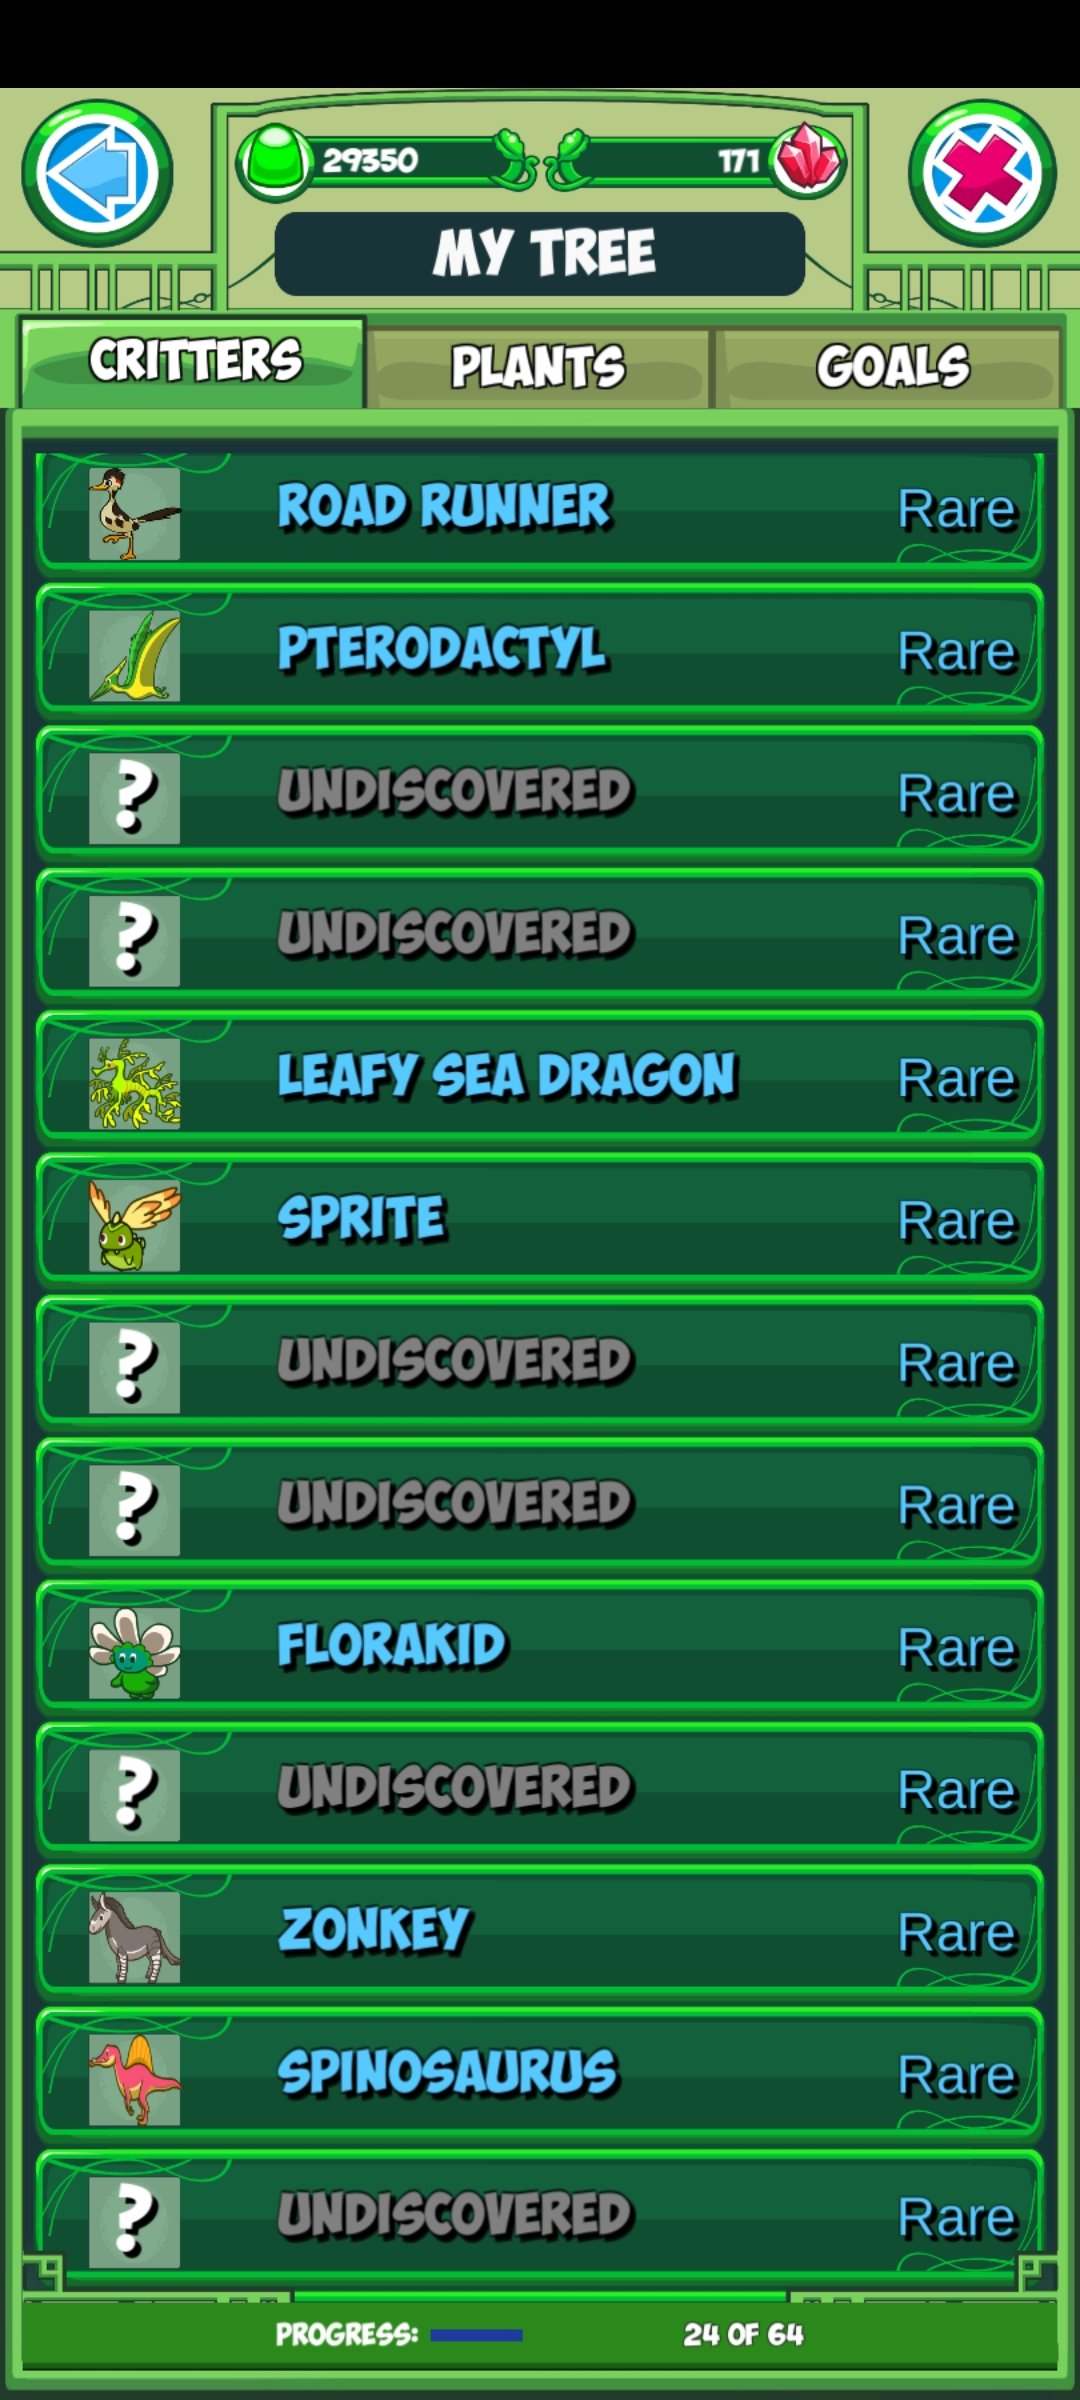 29350
171
MY TREE
CRITTERS PLANTS GOALS
ROAD RUNNER Rare
PTERODACTYL Rare
? UNDISCOVERED Rare
? UNDISCOVERED Rare
LEAFY SEA DRAGON Rare
SPRITE Rare
? UNDISCOVERED Rare
? UNDISCOVERED Rare
FLORAKID Rare
? UNDISCOVERED Rare
ZONKEY Rare
SPINOSAURUS Rare
? UNDISCOVERED Rare
PROGRESS: 24 OF 64